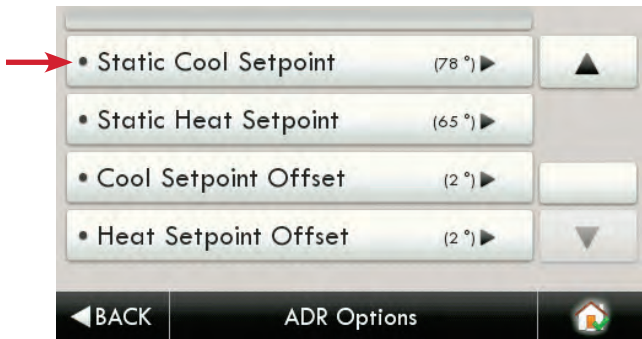 • Static Cool Setpoint (78 °)▶
• Static Heat Setpoint (65 °)▶
• Cool Setpoint Offset (2 °)▶
• Heat Setpoint Offset (2 °)▶
◀BACK ADR Options